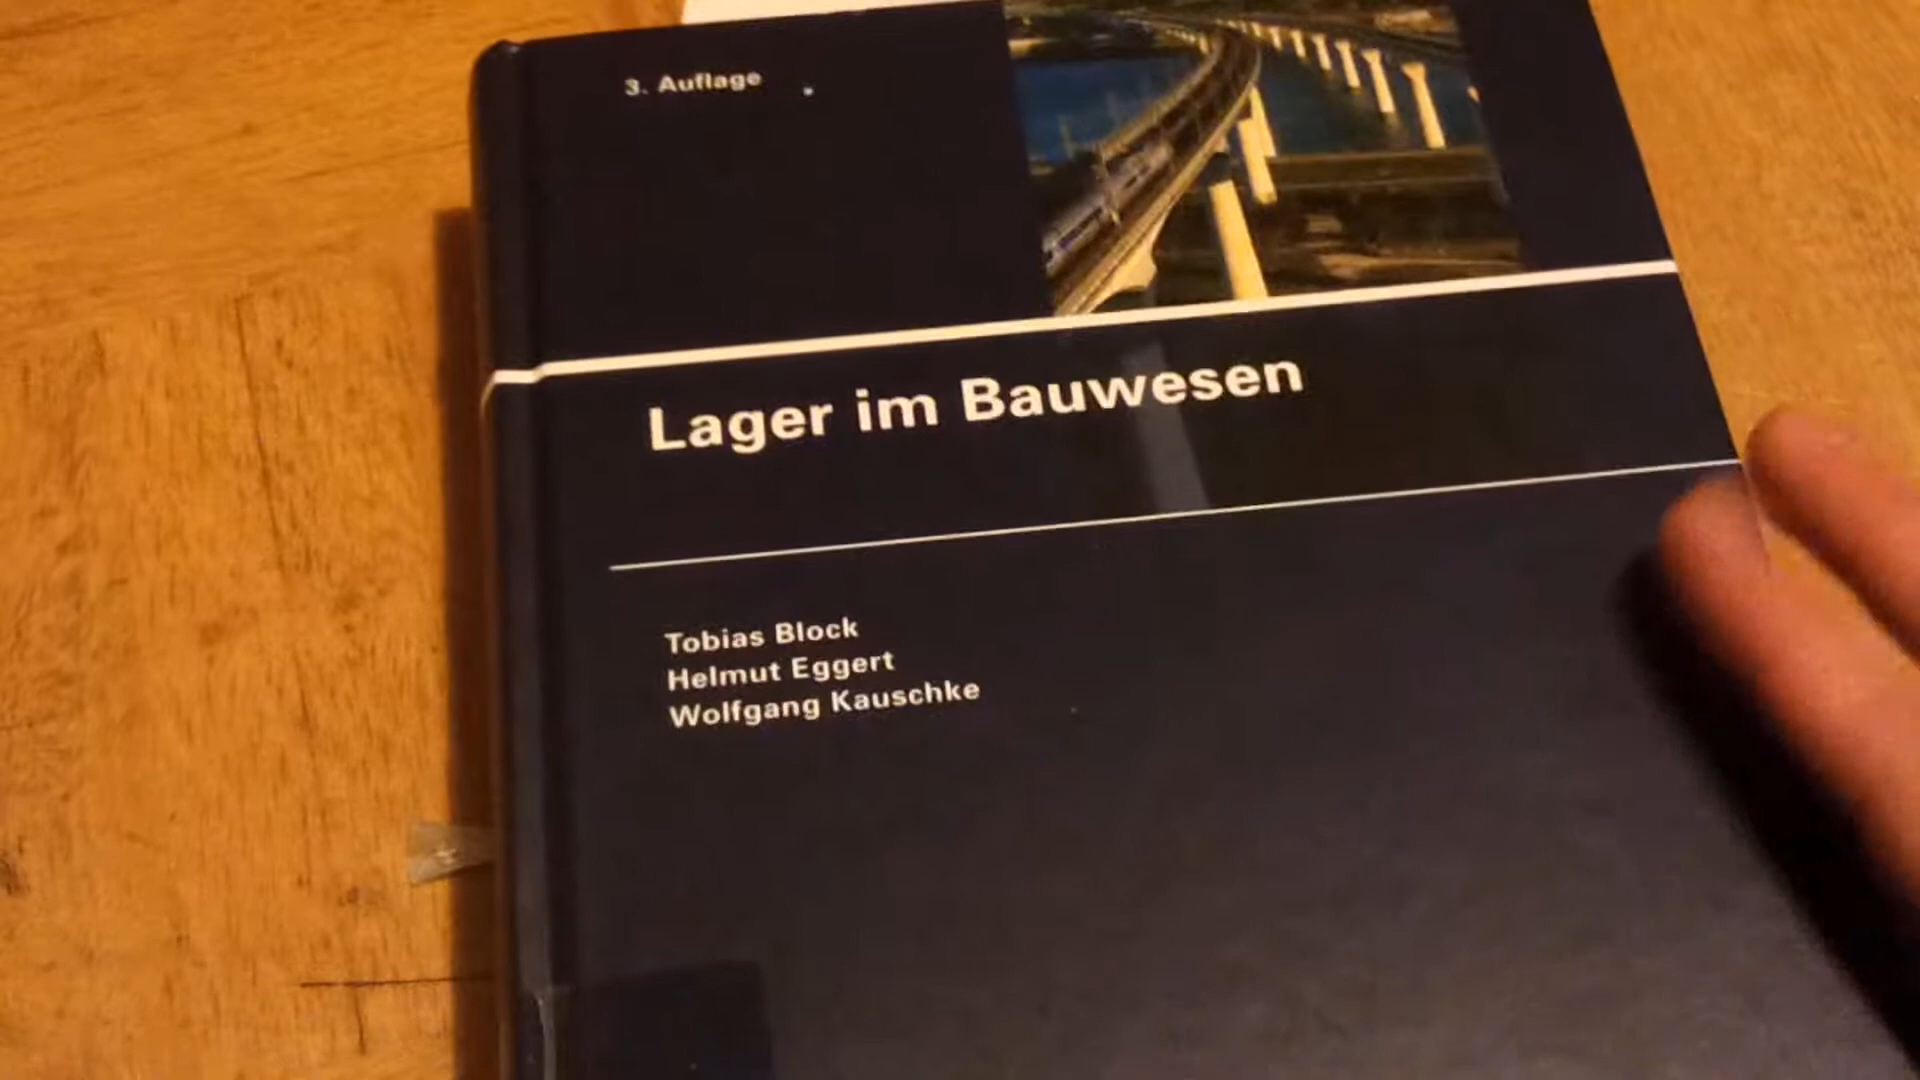 3. Auflage
Lager im Bauwesen
Tobias Block
Helmut Eggert
Wolfgang Kauschke